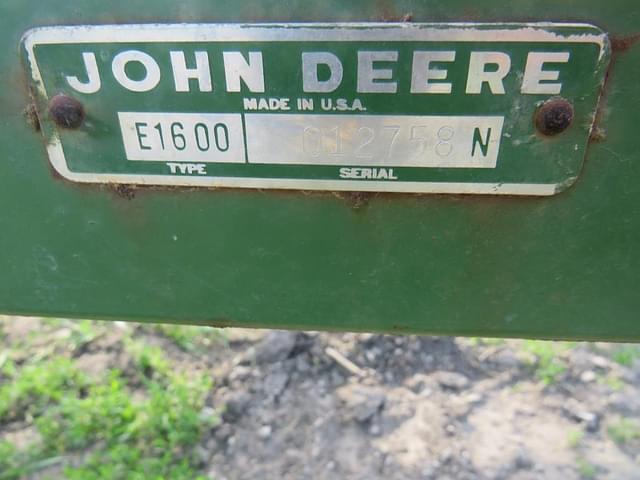 JOHN DEERE
MADE IN U.S.A.
E1600 012758 N
TYPE SERIAL